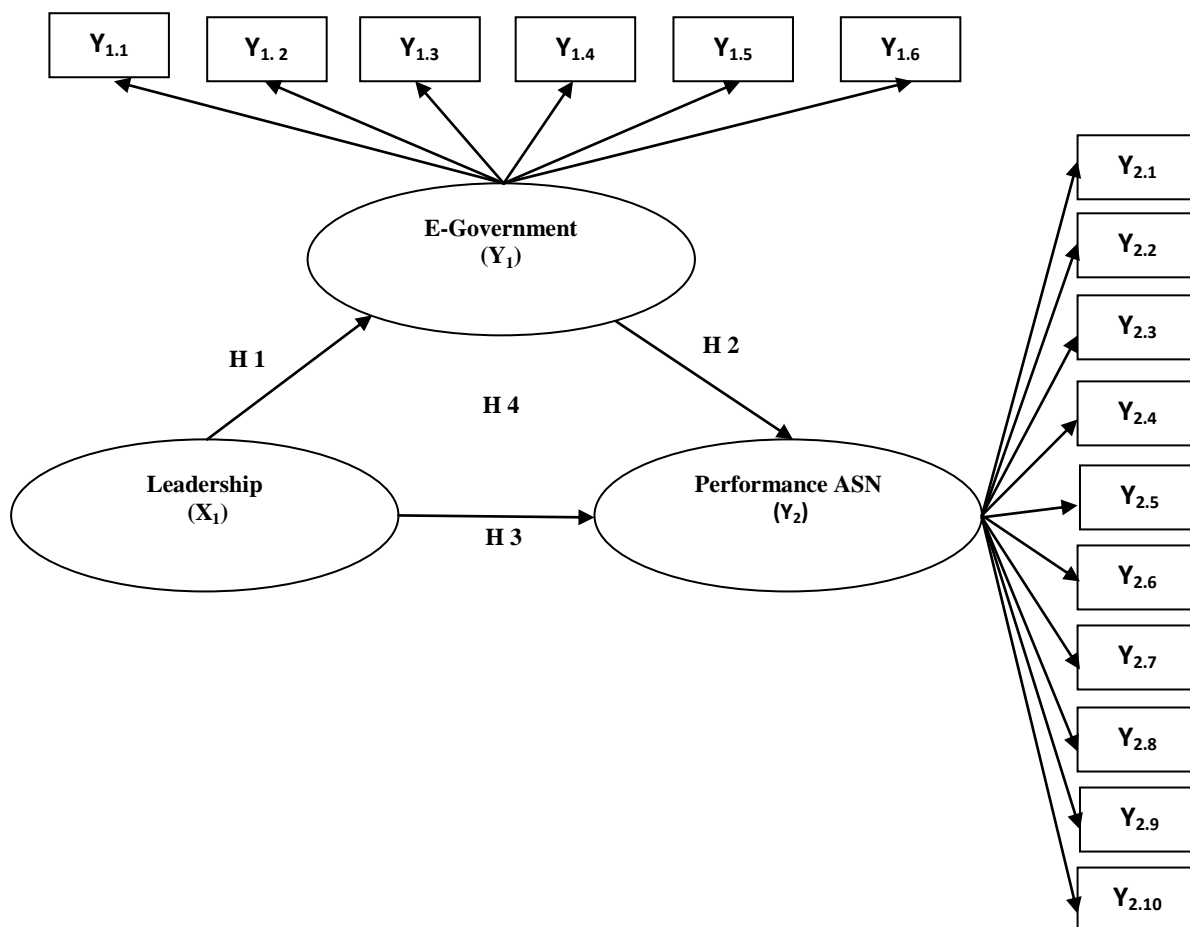 Y1.1
Y1. 2
Y1.3
Y1.4
Y1.5
Y1.6
E-Government
(Y1)
H 1
H 2
H 4
Leadership
(X1)
H 3
Performance ASN
(Y2)
Y2.1
Y2.2
Y2.3
Y2.4
Y2.5
Y2.6
Y2.7
Y2.8
Y2.9
Y2.10